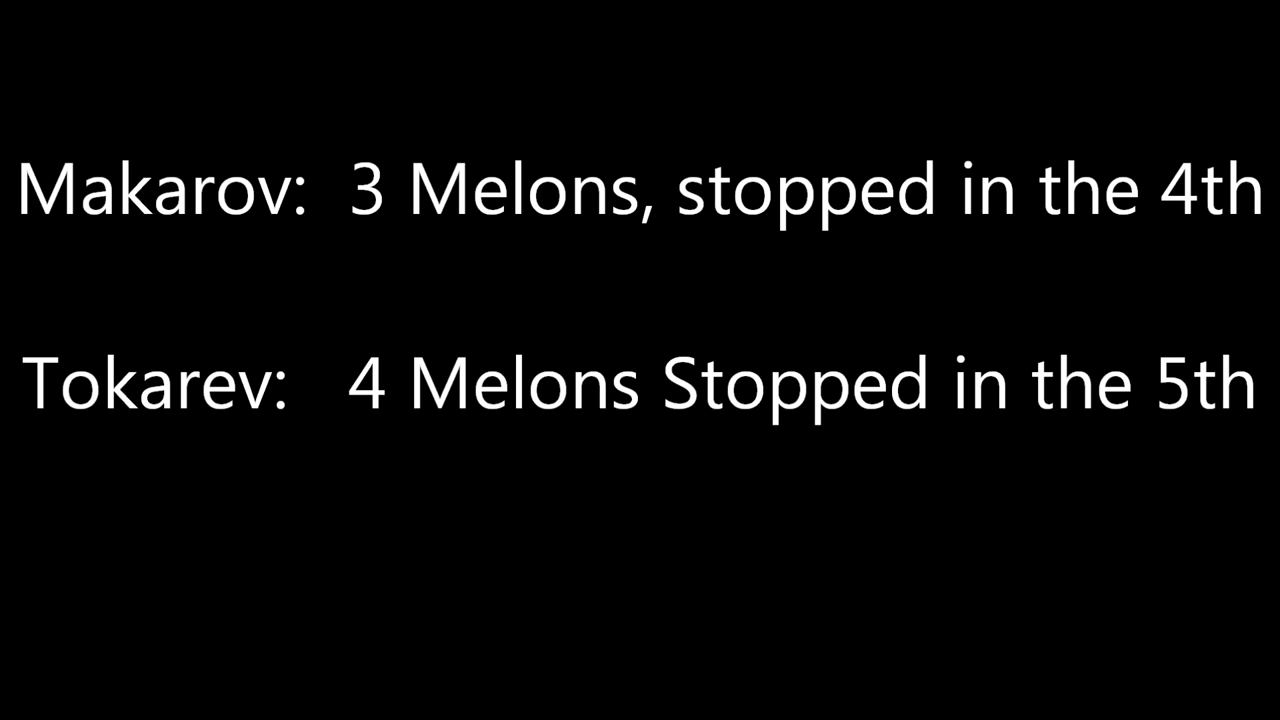 Makarov: 3 Melons, stopped in the 4th
Tokarev: 4 Melons Stopped in the 5th